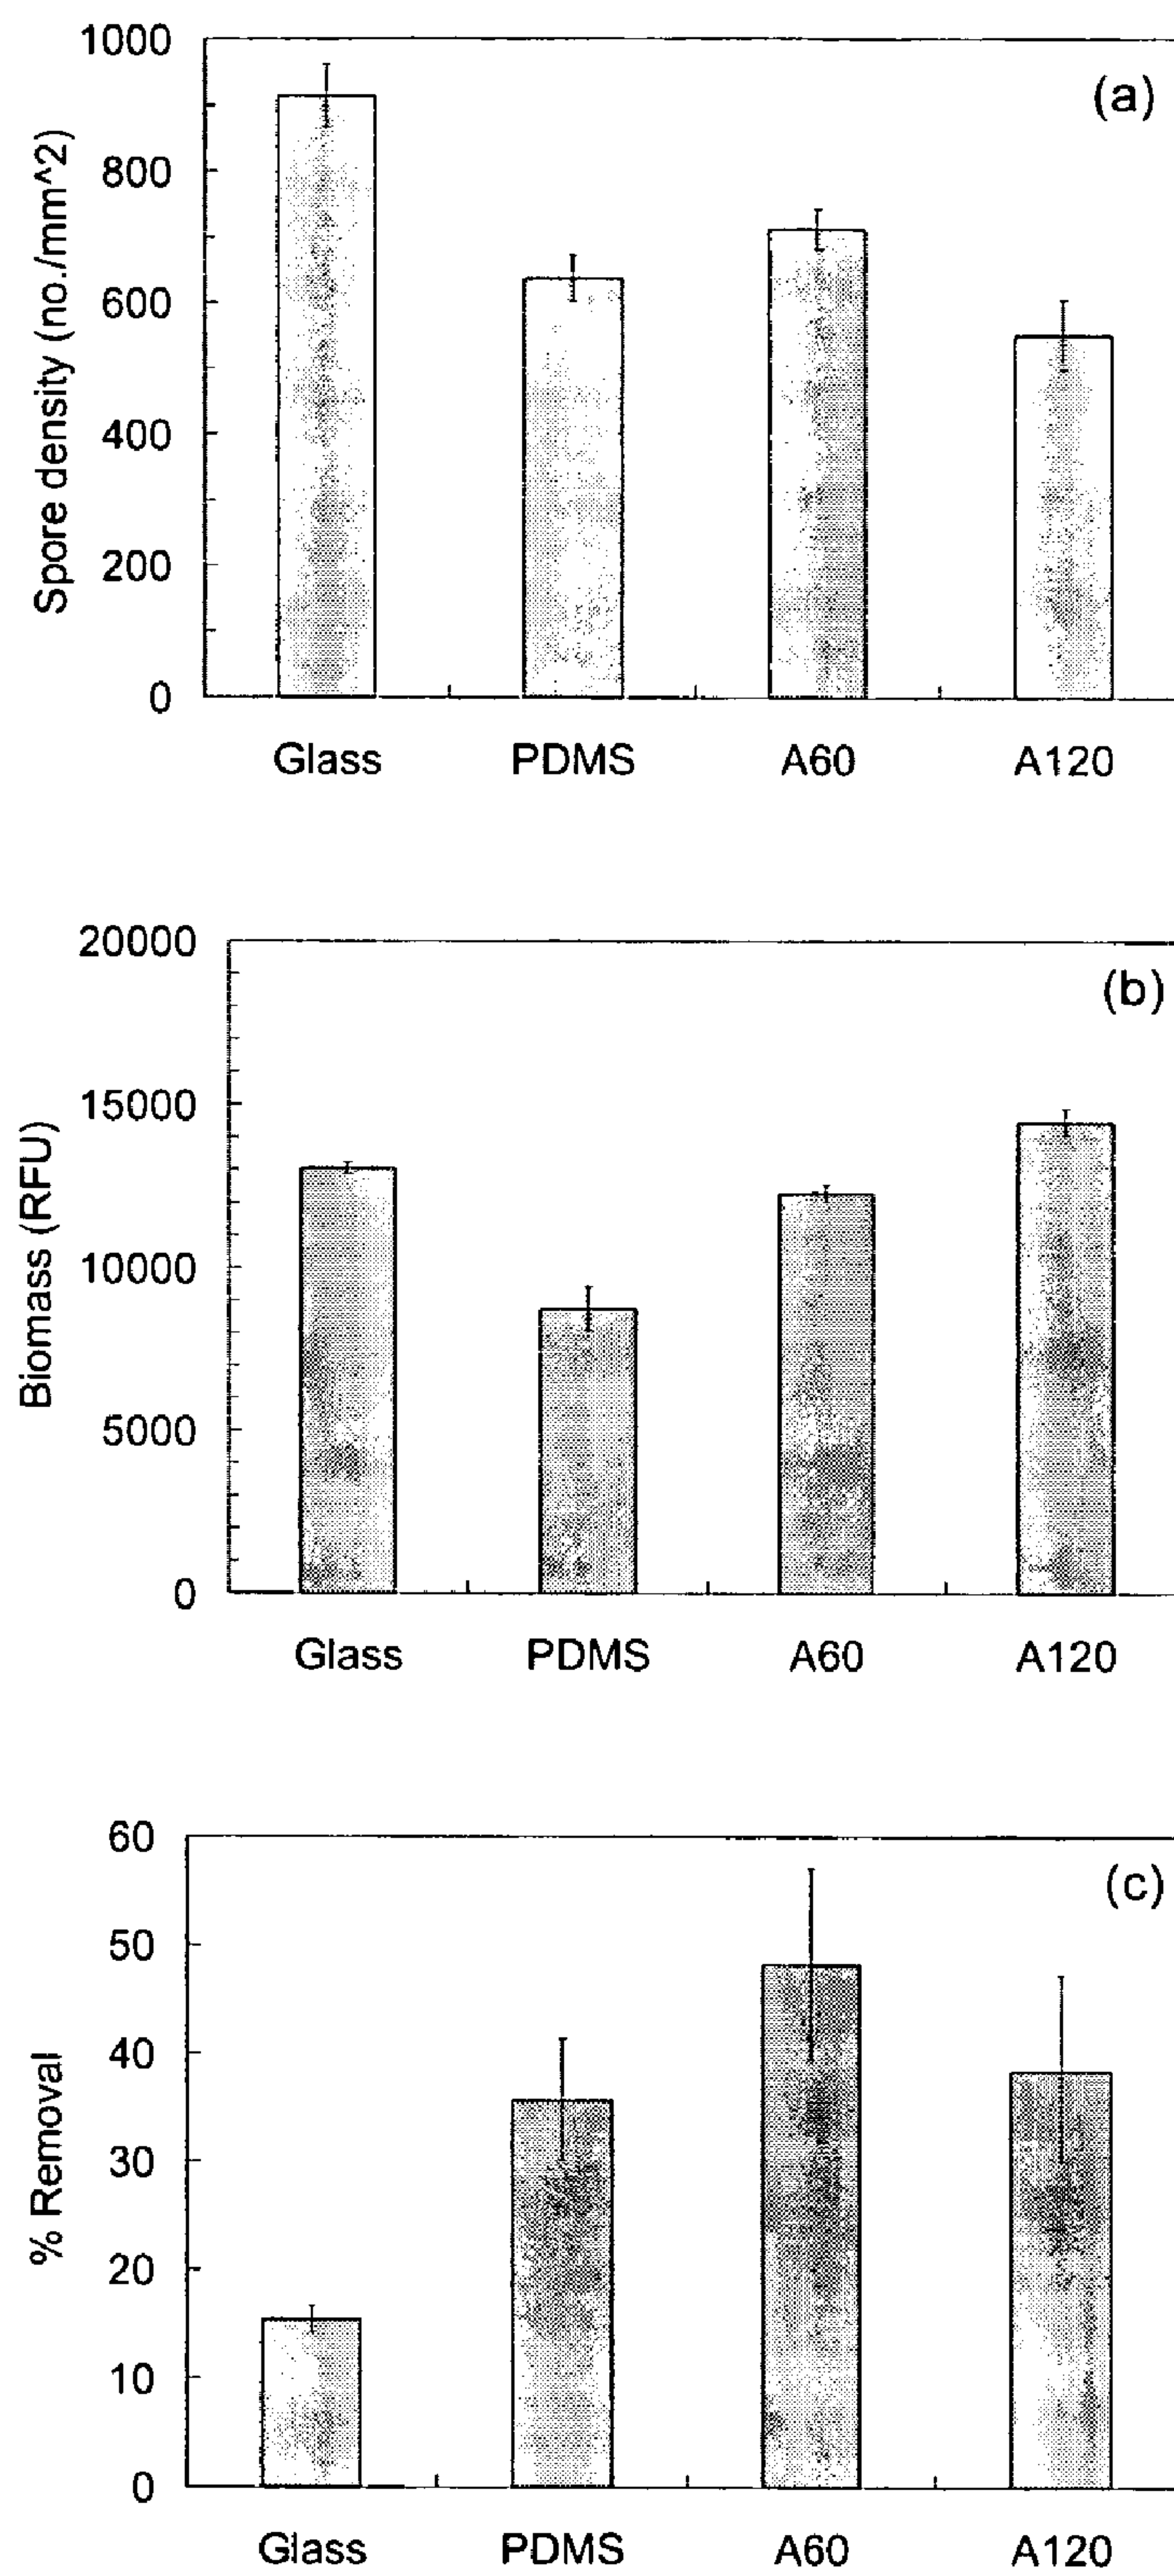 (a)
Spore density (no./mm^2)
1000
800
600
400
200
0
Glass PDMS A60 A120
(b)
Biomass (RFU)
20000
15000
10000
5000
0
Glass PDMS A60 A120
(c)
% Removal
60
50
40
30
20
10
0
Glass PDMS A60 A120